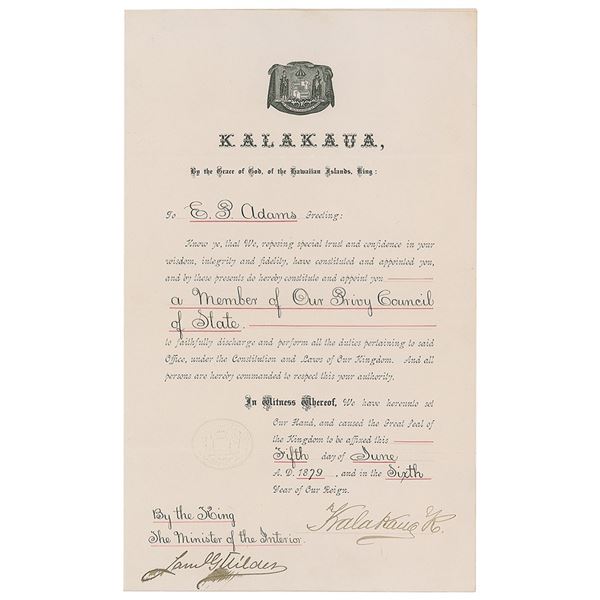 KALAKAUA,
By the Grace of God, of the Hawaiian Islands, King:
To E. P. Adams Greeting:
Know ye, that We, reposing special trust and confidence in your
wisdom, integrity and fidelity, have constituted and appointed you,
and by these presents do hereby constitute and appoint you
a Member of Our Privy Council
of State.
to faithfully discharge and perform all the duties pertaining to said
Office, under the Constitution and Laws of Our Kingdom. And all
persons are hereby commanded to respect this your authority.
In Witness Whereof, We have hereunto set
Our Hand, and caused the Great Seal of
the Kingdom to be affixed this
Fifth day of June
A. D. 1879, and in the Sixth
Year of Our Reign.
Kalakaua R.
By the King
The Minister of the Interior.
Saml G Wilder